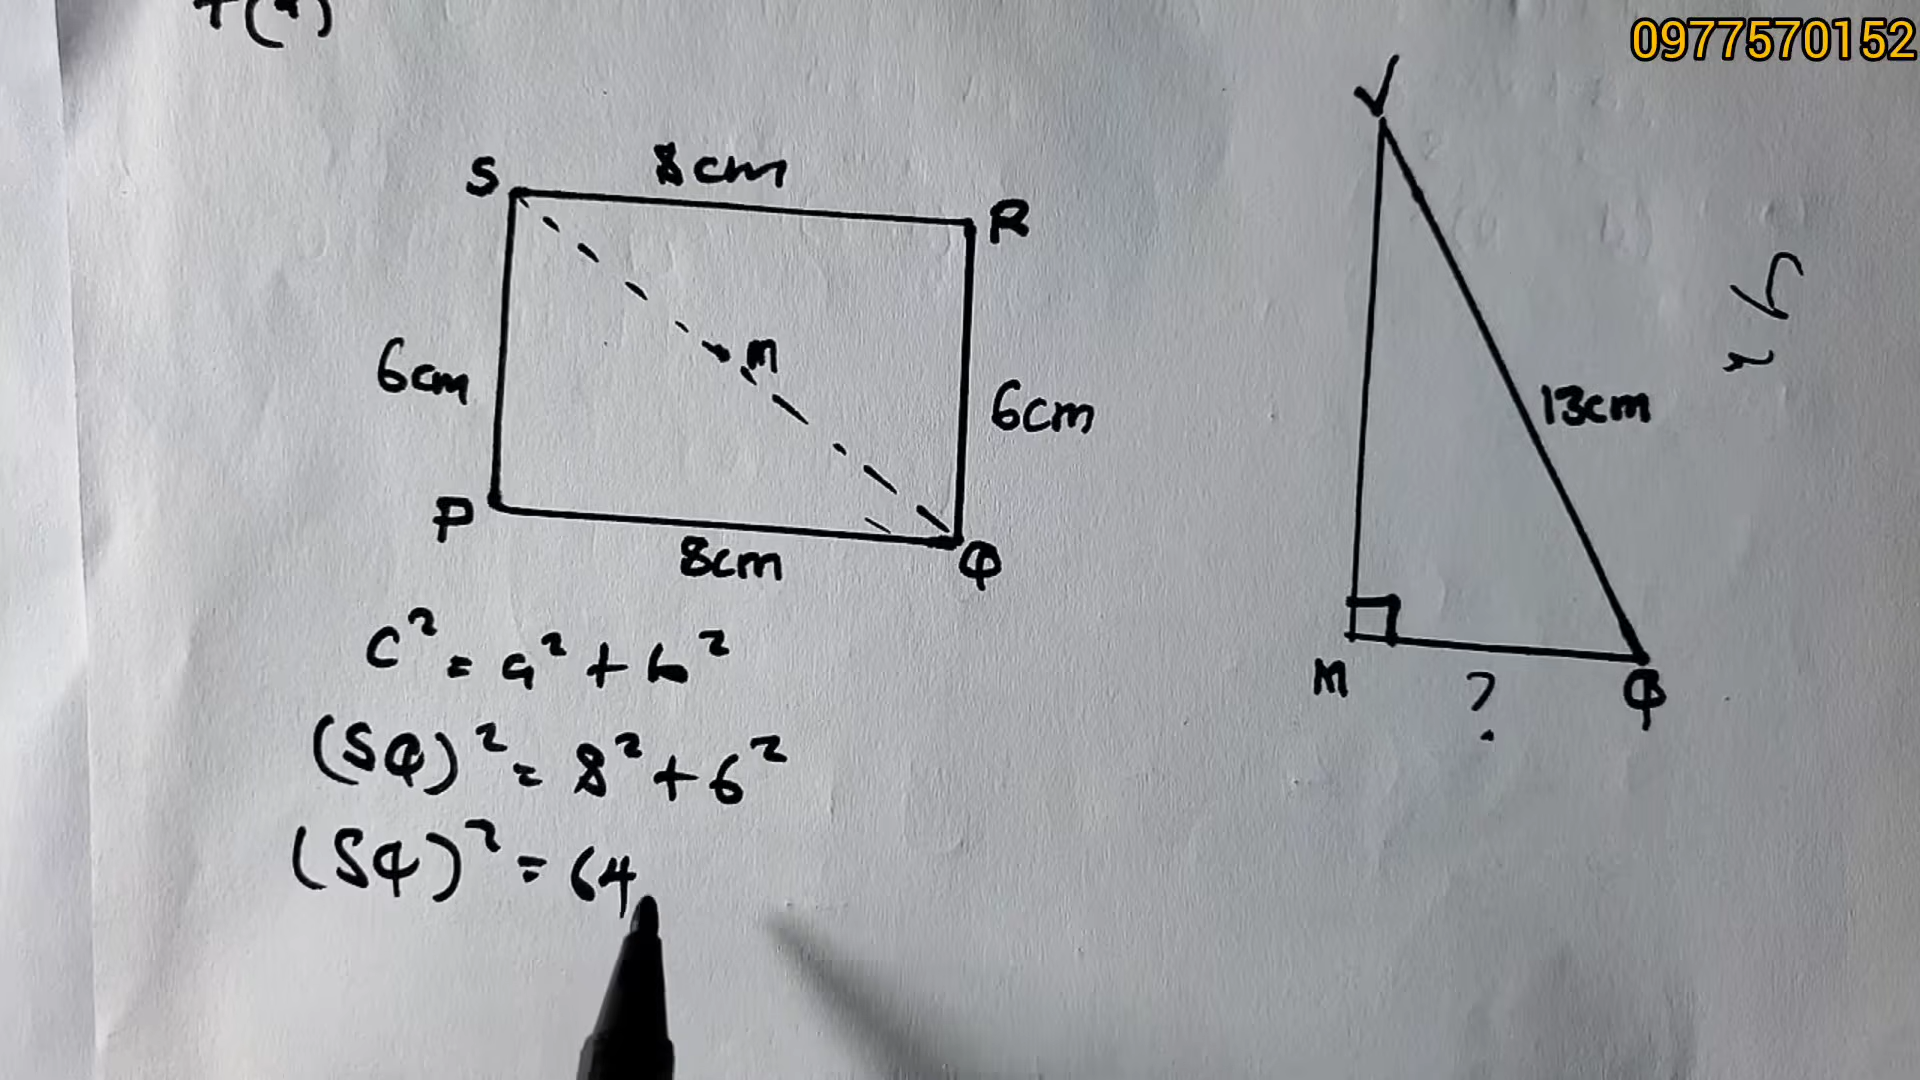 0977570152
V
S 8cm R
6cm M 6cm
13cm
P 8cm Q
M ? Q
c² = a² + b²
(SQ)² = 8² + 6²
(SQ)² = 64